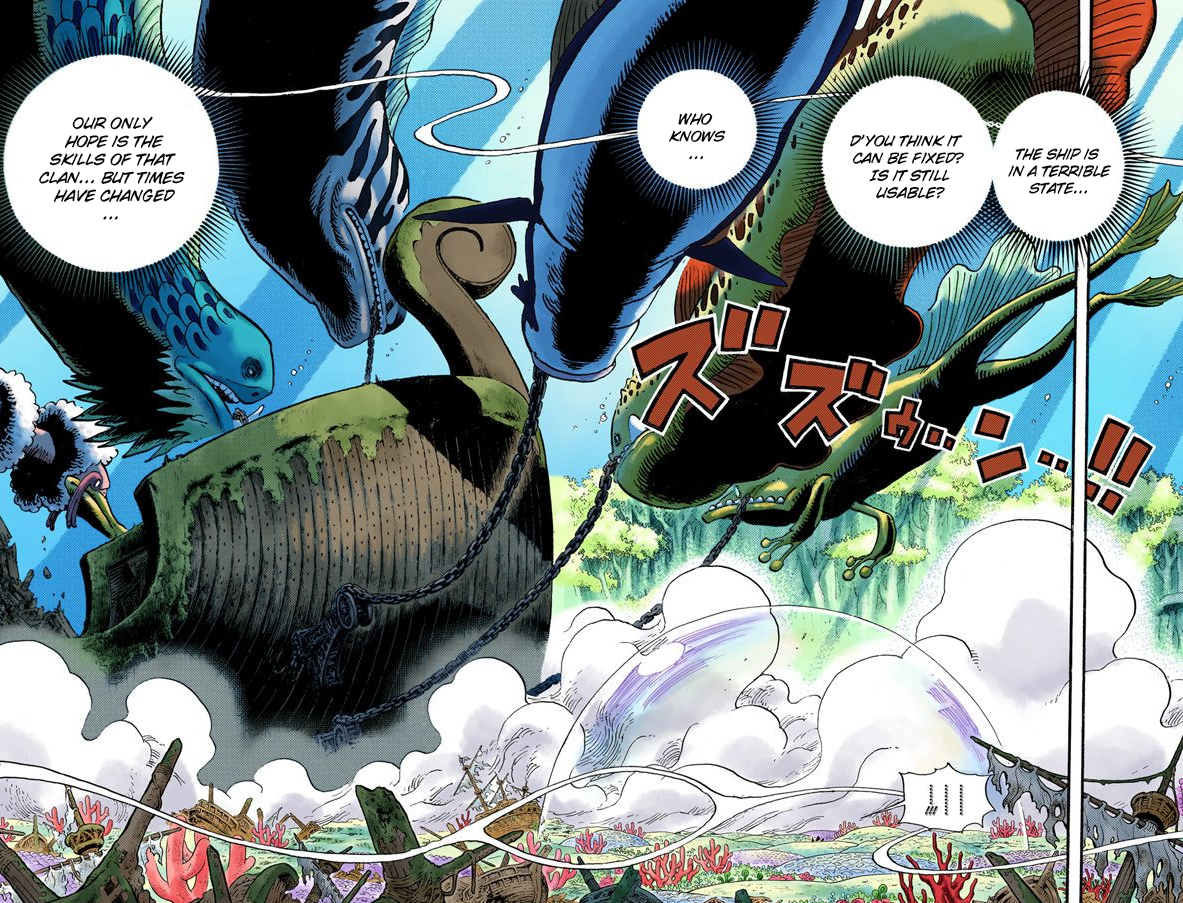 THE SHIP IS
IN A TERRIBLE
STATE...
D'YOU THINK IT
CAN BE FIXED?
IS IT STILL
USABLE?
WHO
KNOWS
...
OUR ONLY
HOPE IS THE
SKILLS OF THAT
CLAN... BUT TIMES
HAVE CHANGED
...
ズズズゥ...ン...!!
!!!